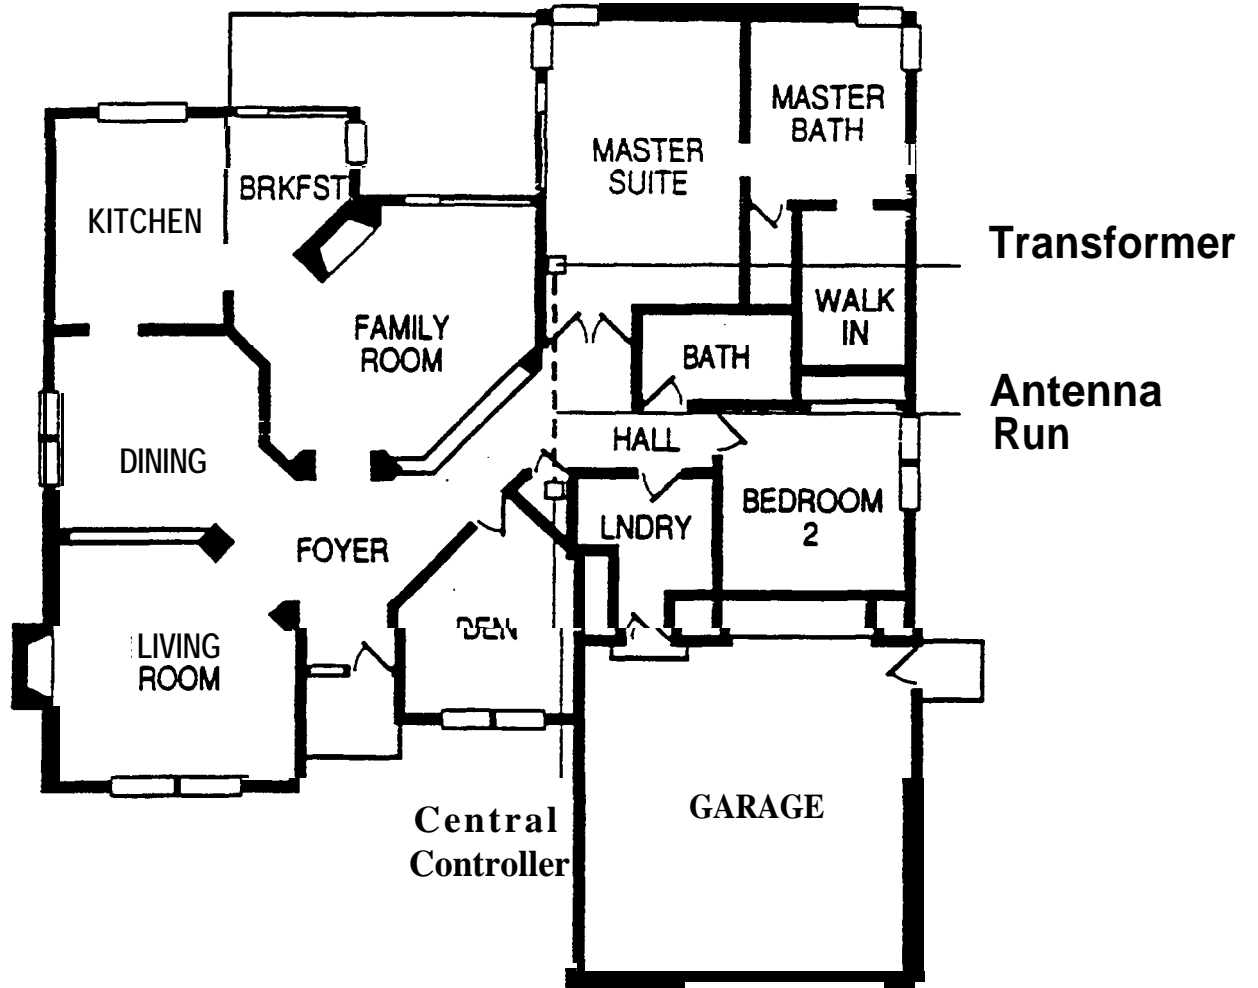 MASTER
BATH
MASTER
SUITE
BRKFST
KITCHEN
Transformer
WALK
IN
FAMILY
ROOM
BATH
Antenna
Run
HALL
DINING
BEDROOM
2
LNDRY
FOYER
DEN
LIVING
ROOM
GARAGE
Central
Controller